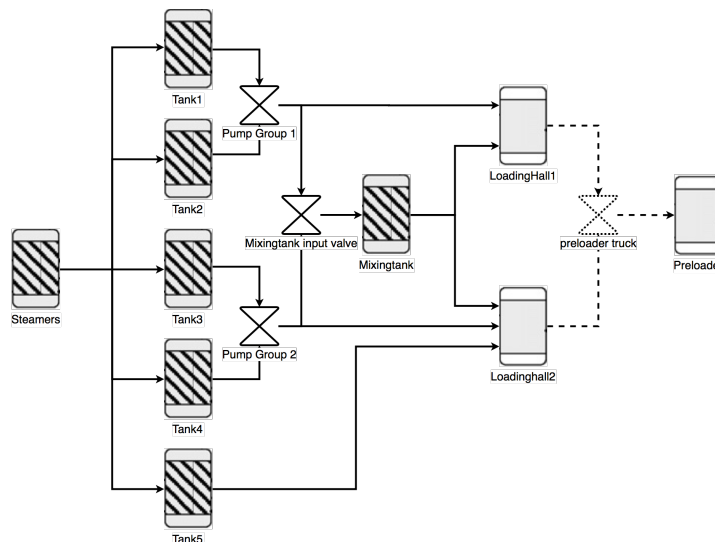 Tank1
Pump Group 1
LoadingHall1
Tank2
Mixingtank input valve
preloader truck
Mixingtank
Preloade
Steamers
Tank3
Pump Group 2
Loadinghall2
Tank4
Tank5